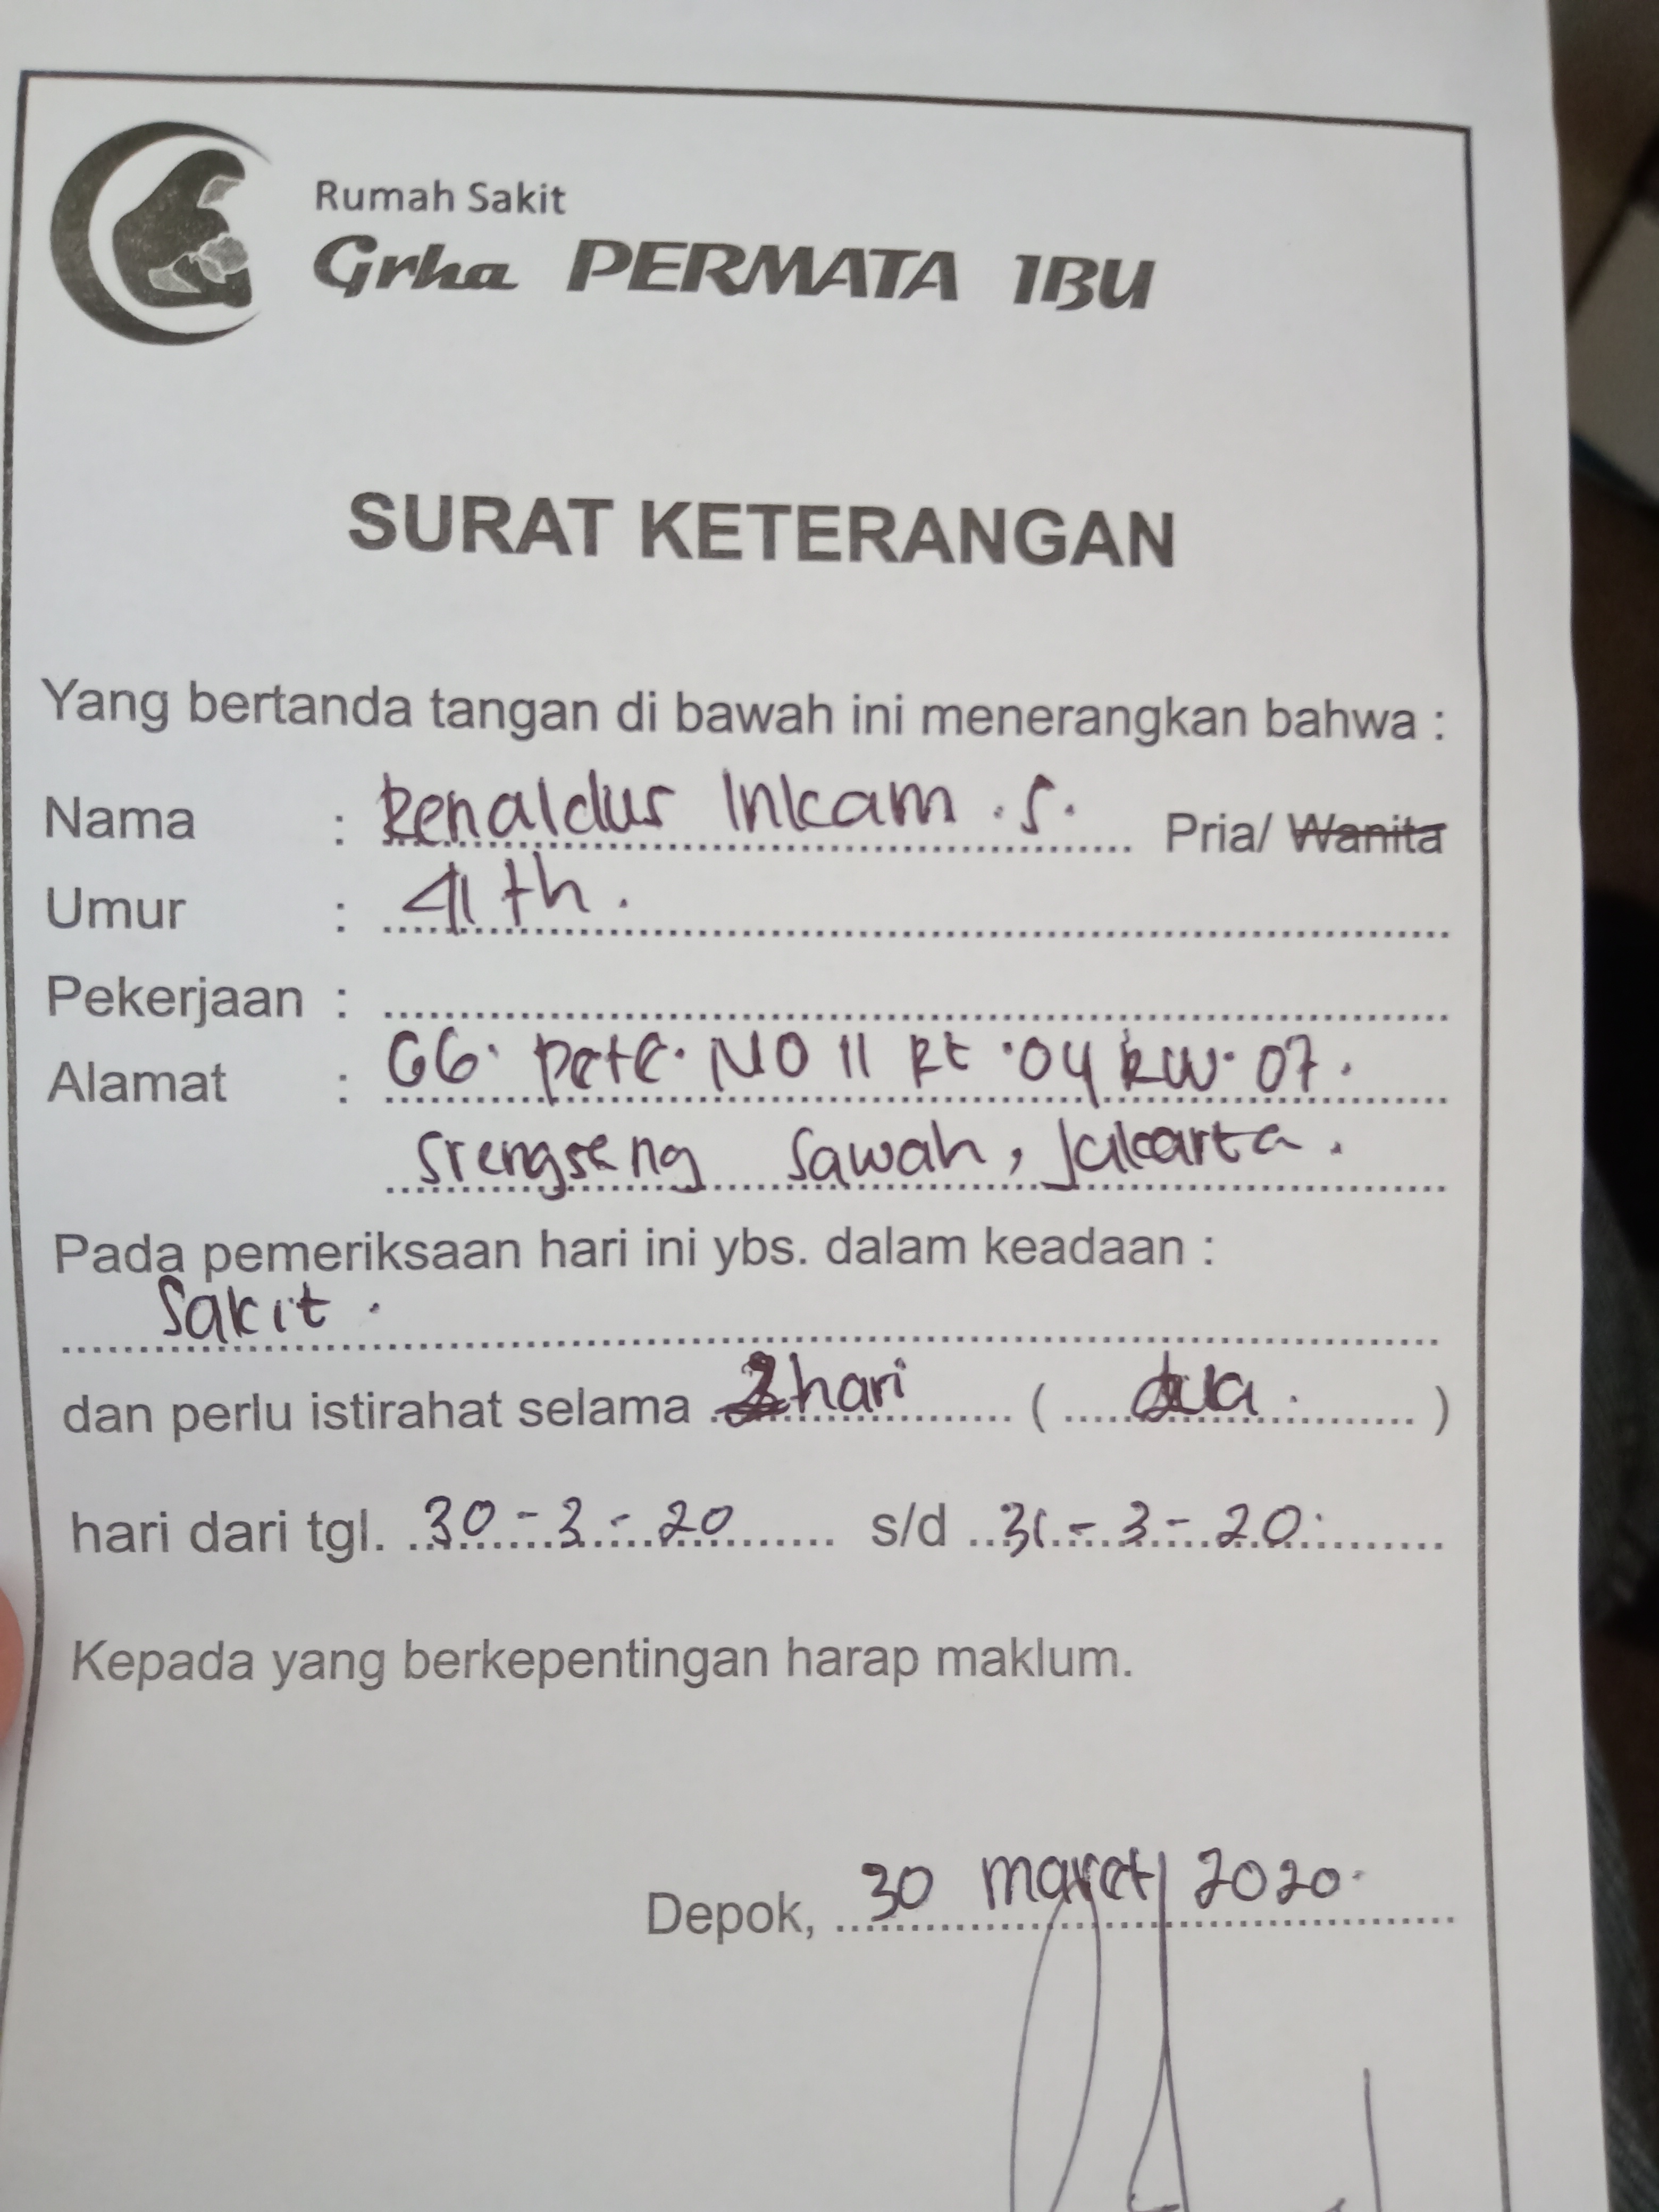 Rumah Sakit
Grha PERMATA IBU
SURAT KETERANGAN
Yang bertanda tangan di bawah ini menerangkan bahwa :
Nama : Renaldus Inkam . S. Pria/ Wanita
Umur : 41 th .
Pekerjaan :
Alamat : GG. Pete. NO 11 Rt .04 RW. 07 .
Srengseng Sawah, Jakarta .
Pada pemeriksaan hari ini ybs. dalam keadaan :
Sakit .
dan perlu istirahat selama 2 hari ( dua . )
hari dari tgl. 30 - 3 - 20 s/d 31 - 3 - 20.
Kepada yang berkepentingan harap maklum.
Depok, 30 maret 2020.